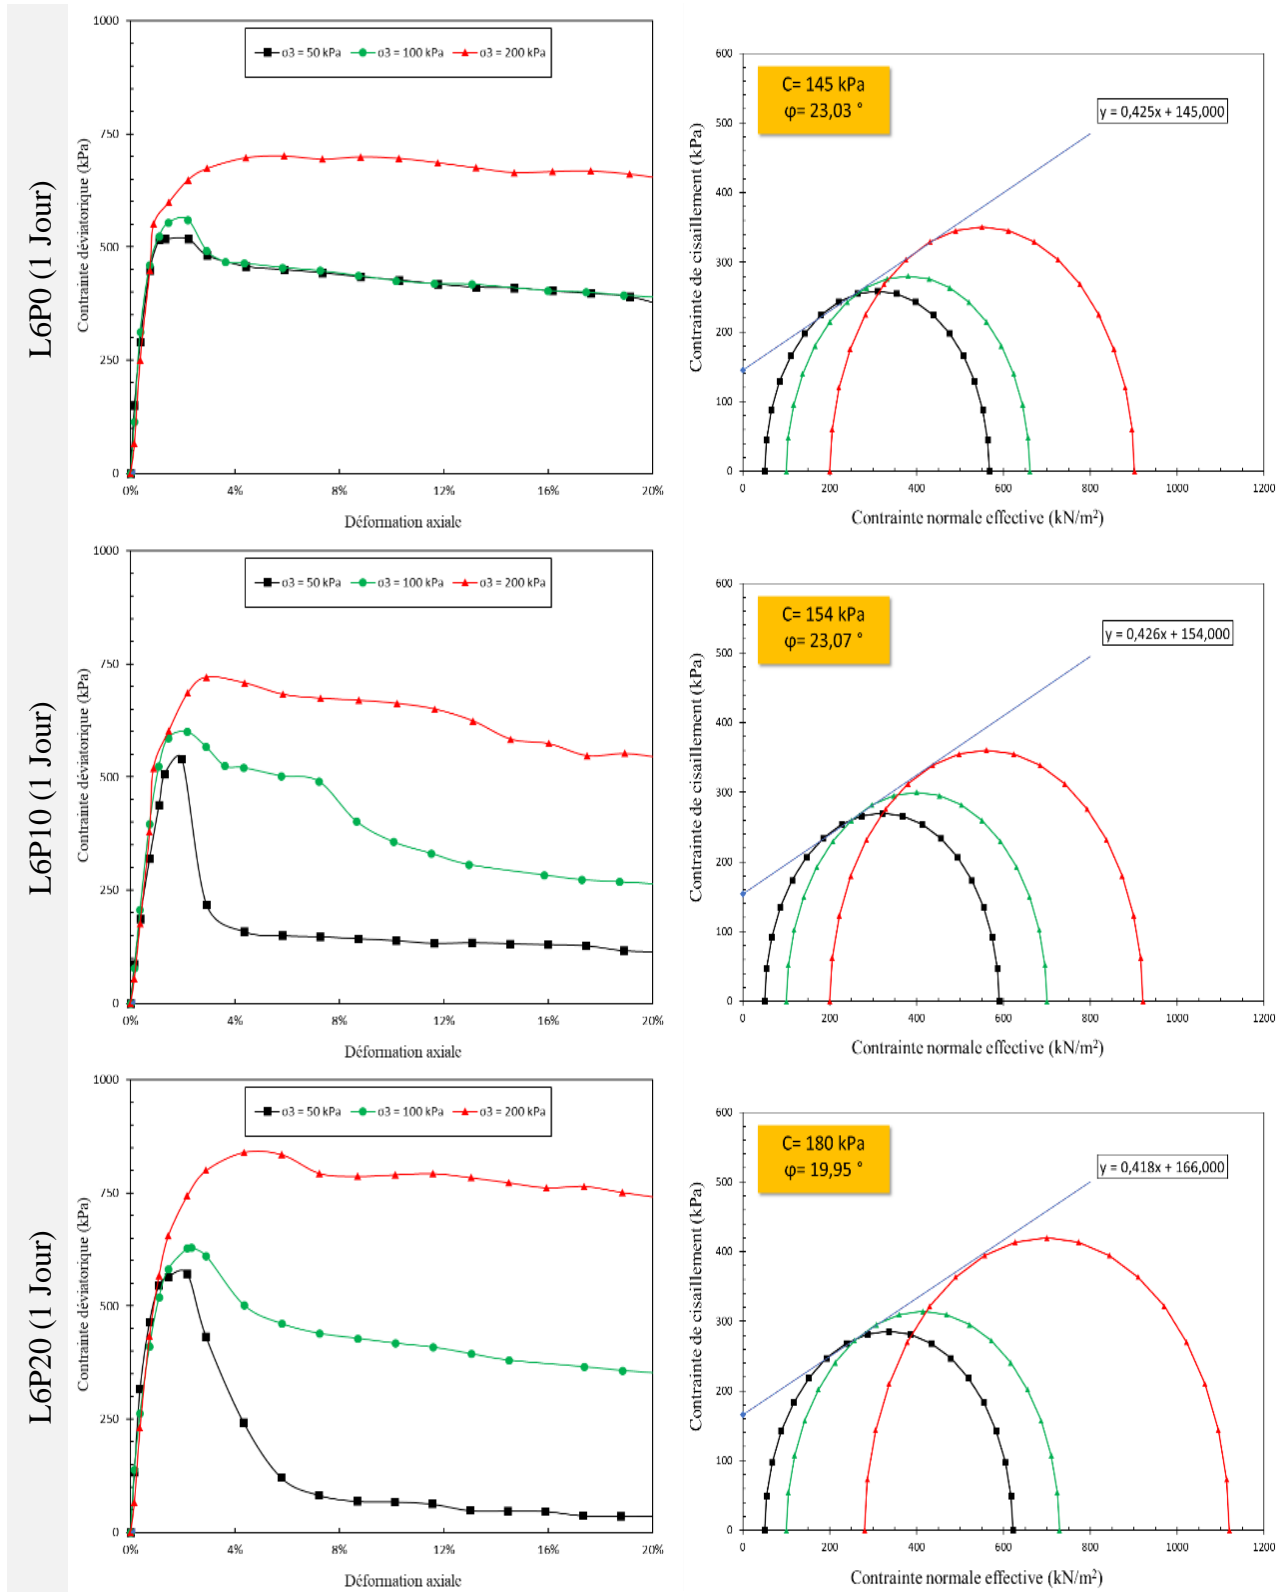 L6P0 (1 Jour)
Contrainte déviatorique (kPa)
1000
750
500
250
0
σ3 = 50 kPa σ3 = 100 kPa σ3 = 200 kPa
0% 4% 8% 12% 16% 20%
Déformation axiale
Contrainte de cisaillement (kPa)
600
500
400
300
200
100
0
C= 145 kPa
φ= 23,03 °
y = 0,425x + 145,000
0 200 400 600 800 1000 1200
Contrainte normale effective (kN/m²)
L6P10 (1 Jour)
Contrainte déviatorique (kPa)
1000
750
500
250
0
σ3 = 50 kPa σ3 = 100 kPa σ3 = 200 kPa
0% 4% 8% 12% 16% 20%
Déformation axiale
Contrainte de cisaillement (kPa)
600
500
400
300
200
100
0
C= 154 kPa
φ= 23,07 °
y = 0,426x + 154,000
0 200 400 600 800 1000 1200
Contrainte normale effective (kN/m²)
L6P20 (1 Jour)
Contrainte déviatorique (kPa)
1000
750
500
250
0
σ3 = 50 kPa σ3 = 100 kPa σ3 = 200 kPa
0% 4% 8% 12% 16% 20%
Déformation axiale
Contrainte de cisaillement (kPa)
600
500
400
300
200
100
0
C= 180 kPa
φ= 19,95 °
y = 0,418x + 166,000
0 200 400 600 800 1000 1200
Contrainte normale effective (kN/m²)